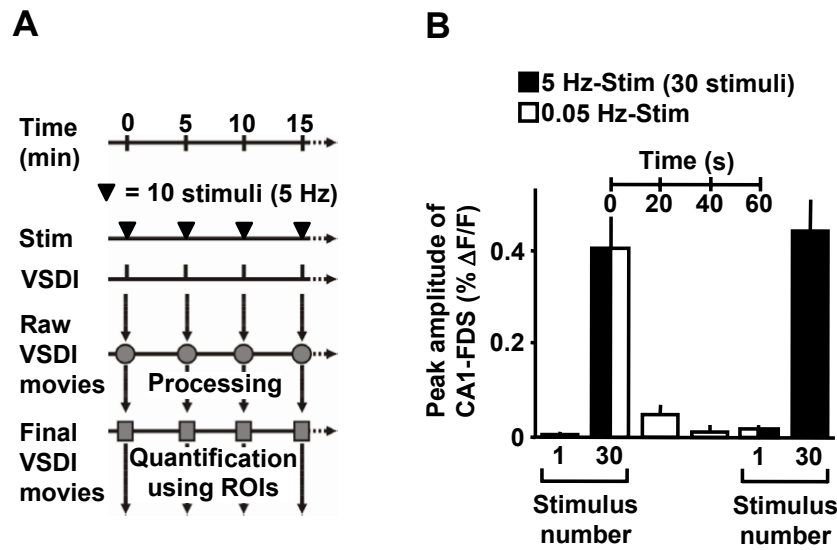 A
Time
(min)
0 5 10 15
▼ = 10 stimuli (5 Hz)
Stim
VSDI
Raw
VSDI
movies
Processing
Final
VSDI
movies
Quantification
using ROIs
B
5 Hz-Stim (30 stimuli)
0.05 Hz-Stim
Time (s)
0 20 40 60
Peak amplitude of
CA1-FDS (% ΔF/F)
0.4
0.2
0
1 30 1 30
Stimulus
number
Stimulus
number